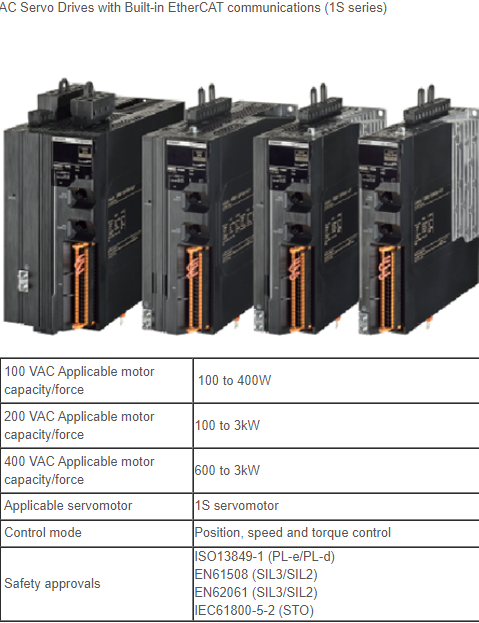 AC Servo Drives with Built-in EtherCAT communications (1S series)
100 VAC Applicable motor
capacity/force
100 to 400W
200 VAC Applicable motor
capacity/force
100 to 3kW
400 VAC Applicable motor
capacity/force
600 to 3kW
Applicable servomotor
1S servomotor
Control mode
Position, speed and torque control
Safety approvals
ISO13849-1 (PL-e/PL-d)
EN61508 (SIL3/SIL2)
EN62061 (SIL3/SIL2)
IEC61800-5-2 (STO)